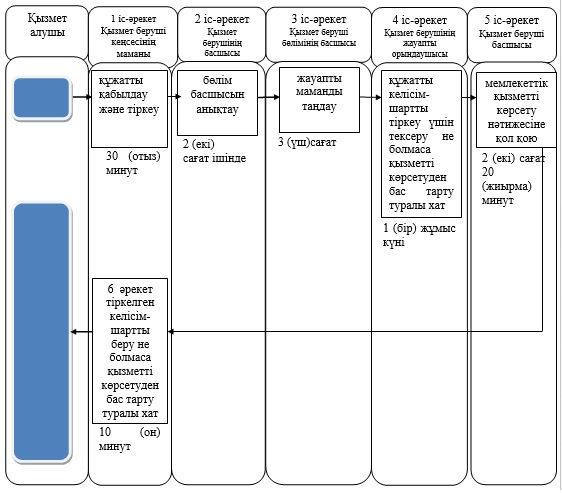 Қызмет
алушы
1 іс-әрекет
Қызмет беруші
кеңсесінің
маманы
2 іс-әрекет
Қызмет
берушінің
басшысы
3 іс-әрекет
Қызмет беруші
бөлімінің басшысы
4 іс-әрекет
Қызмет берушінің
жауапты
орындаушысы
5 іс-әрекет
Қызмет беруші
басшысы
құжатты
қабылдау
және тіркеу
30 (отыз)
минут
бөлім
басшысын
анықтау
2 (екі)
сағат ішінде
жауапты
маманды
таңдау
3 (үш)сағат
құжатты
келісім-
шартты
тіркеу үшін
тексеру не
болмаса
қызметті
көрсетуден
бас тарту
туралы хат
1 (бір) жұмыс
күні
мемлекеттік
қызметті
көрсету
нәтижесіне
қол қою
2 (екі) сағат
20
(жиырма)
минут
6 әрекет
тіркелген
келісім-
шартты
беру не
болмаса
қызметті
көрсетуден
бас тарту
туралы хат
10 (он)
минут